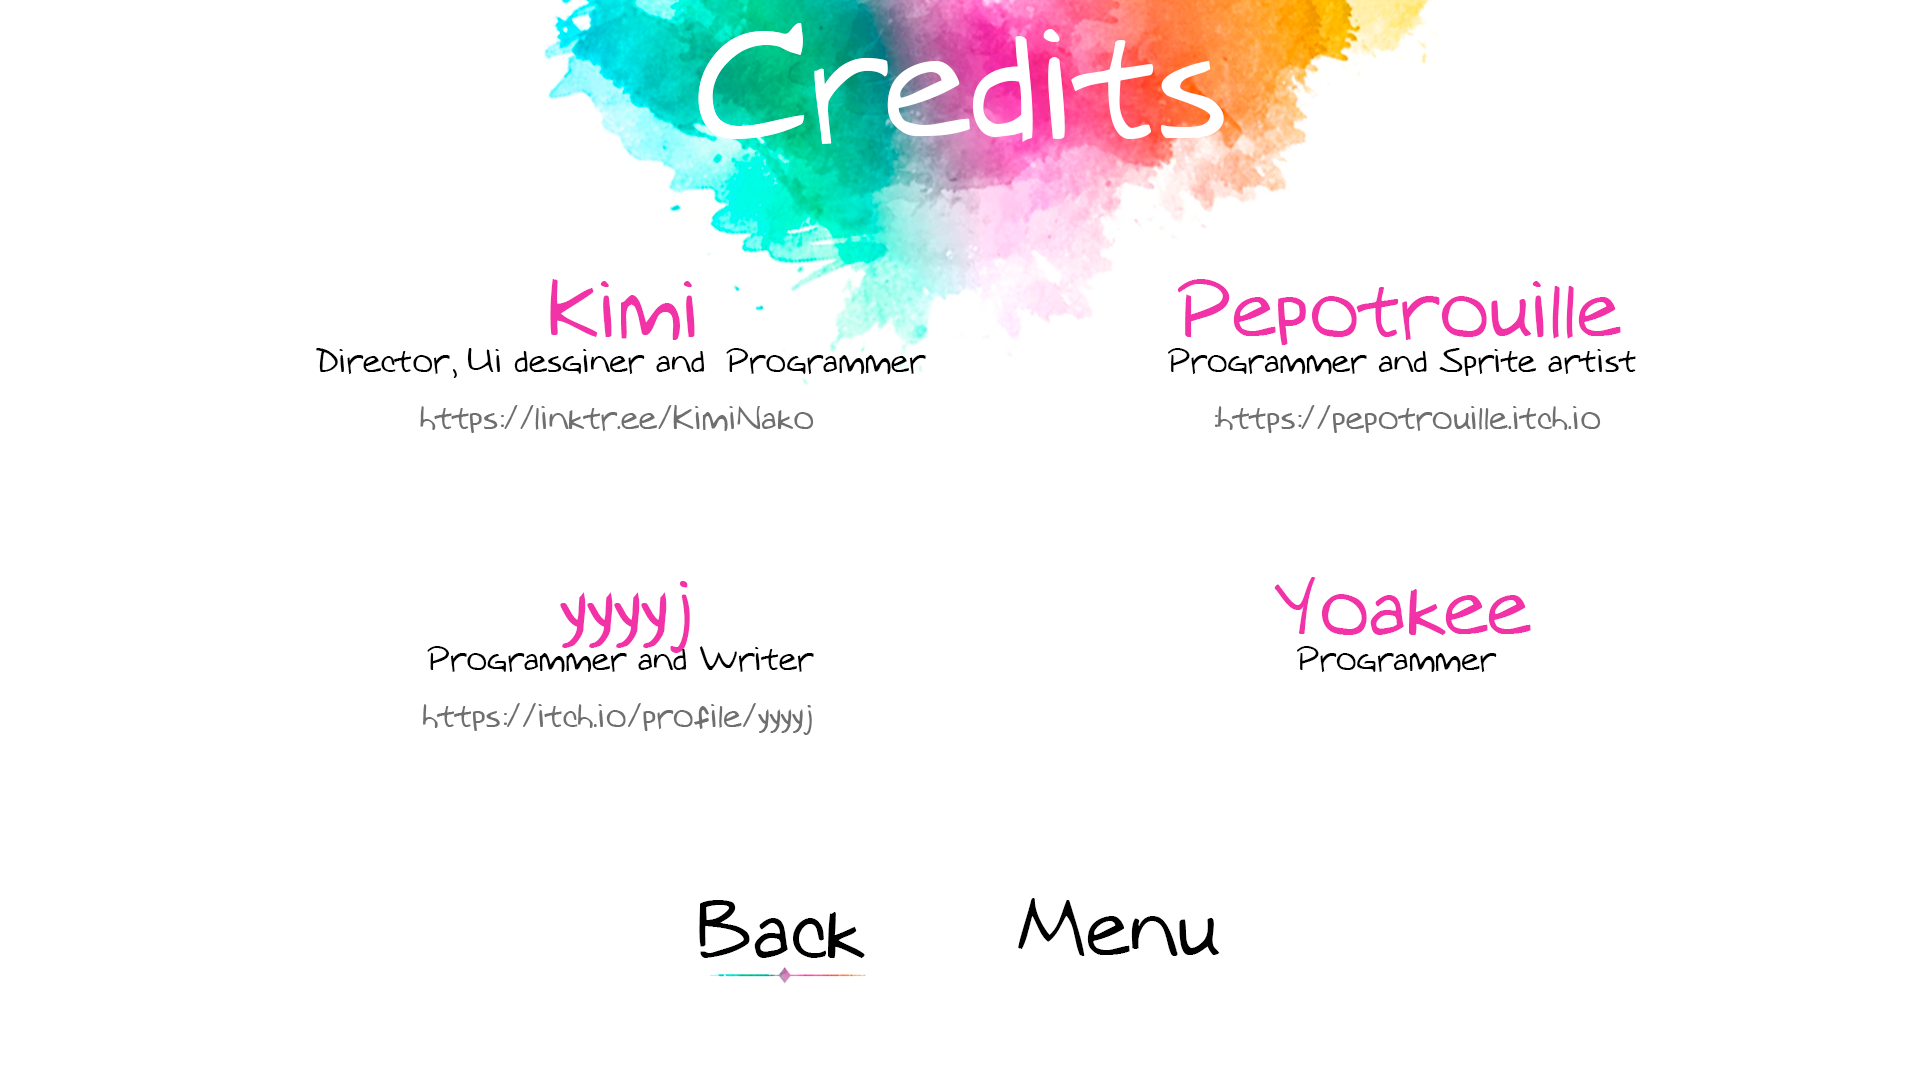 Credits
Kimi
Director, Ui desginer and  Programmer
https://linktr.ee/KimiNako
Pepotrouille
Programmer and Sprite artist
https://pepotrouille.itch.io
yyyyj
Programmer and Writer
https://itch.io/profile/yyyyj
Yoakee
Programmer
Back
Menu